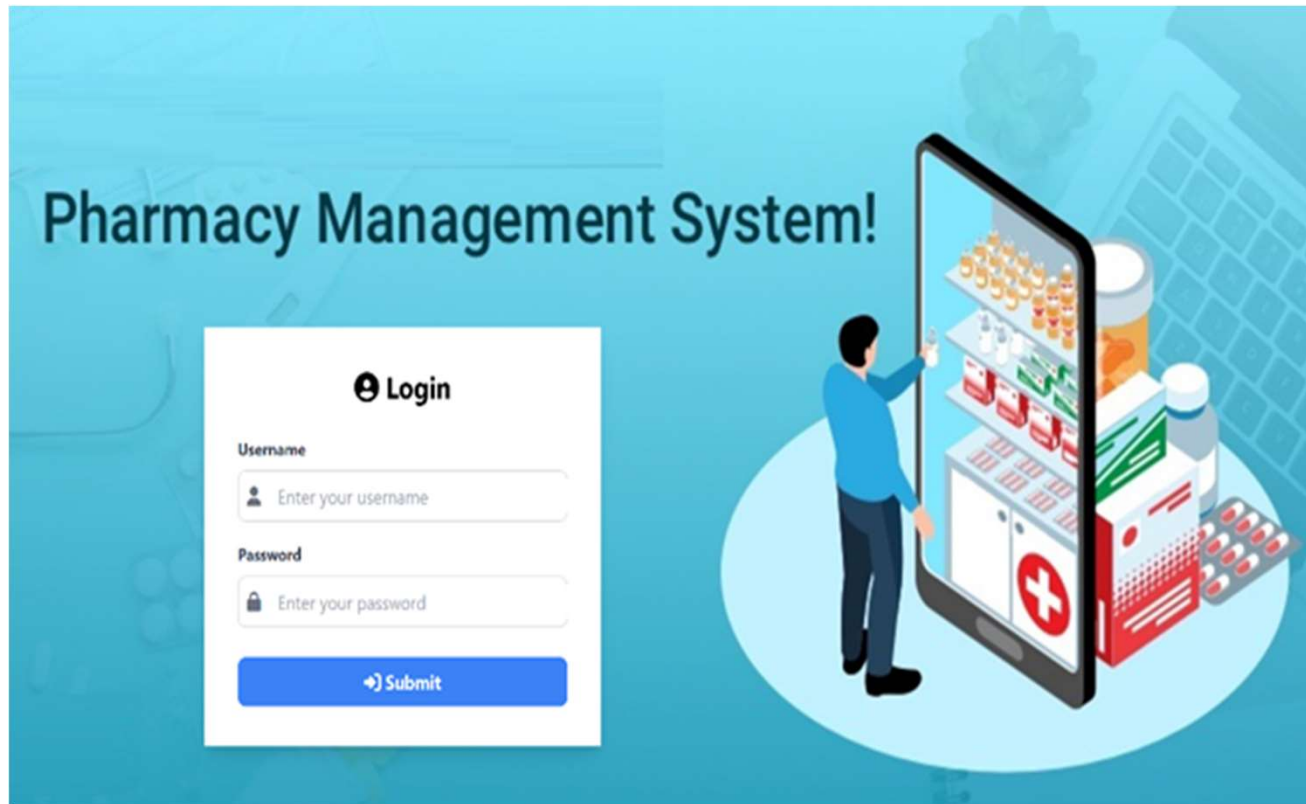 Pharmacy Management System!
Login
Username
Enter your username
Password
Enter your password
Submit